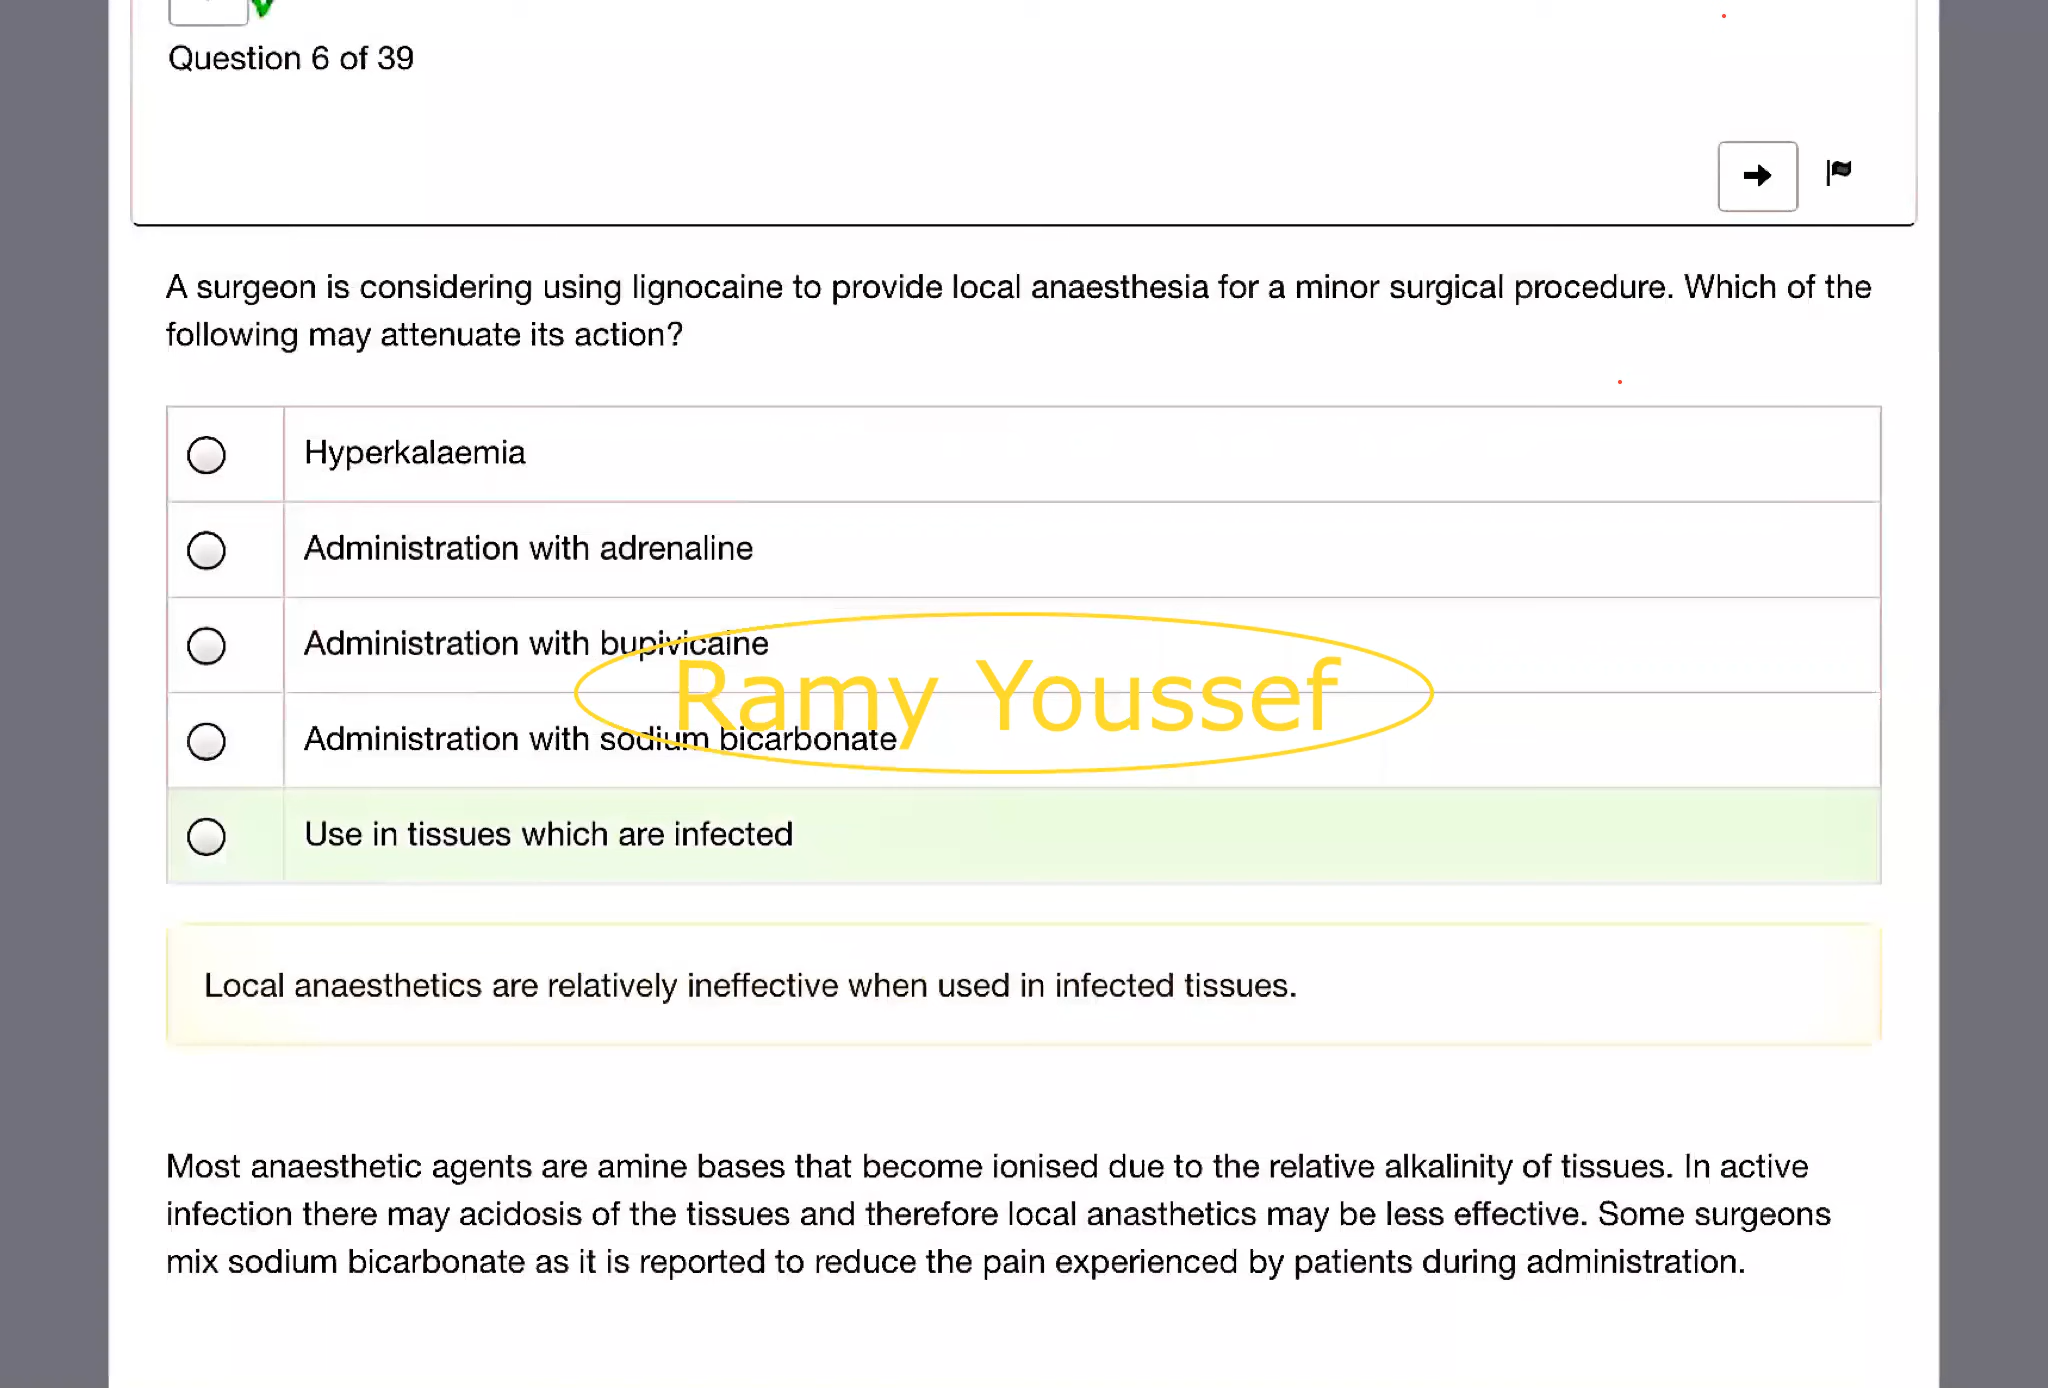 Question 6 of 39
A surgeon is considering using lignocaine to provide local anaesthesia for a minor surgical procedure. Which of the
following may attenuate its action?
Hyperkalaemia
Administration with adrenaline
Administration with bupivicaine
Ramy Youssef
Administration with sodium bicarbonate
Use in tissues which are infected
Local anaesthetics are relatively ineffective when used in infected tissues.
Most anaesthetic agents are amine bases that become ionised due to the relative alkalinity of tissues. In active
infection there may acidosis of the tissues and therefore local anasthetics may be less effective. Some surgeons
mix sodium bicarbonate as it is reported to reduce the pain experienced by patients during administration.